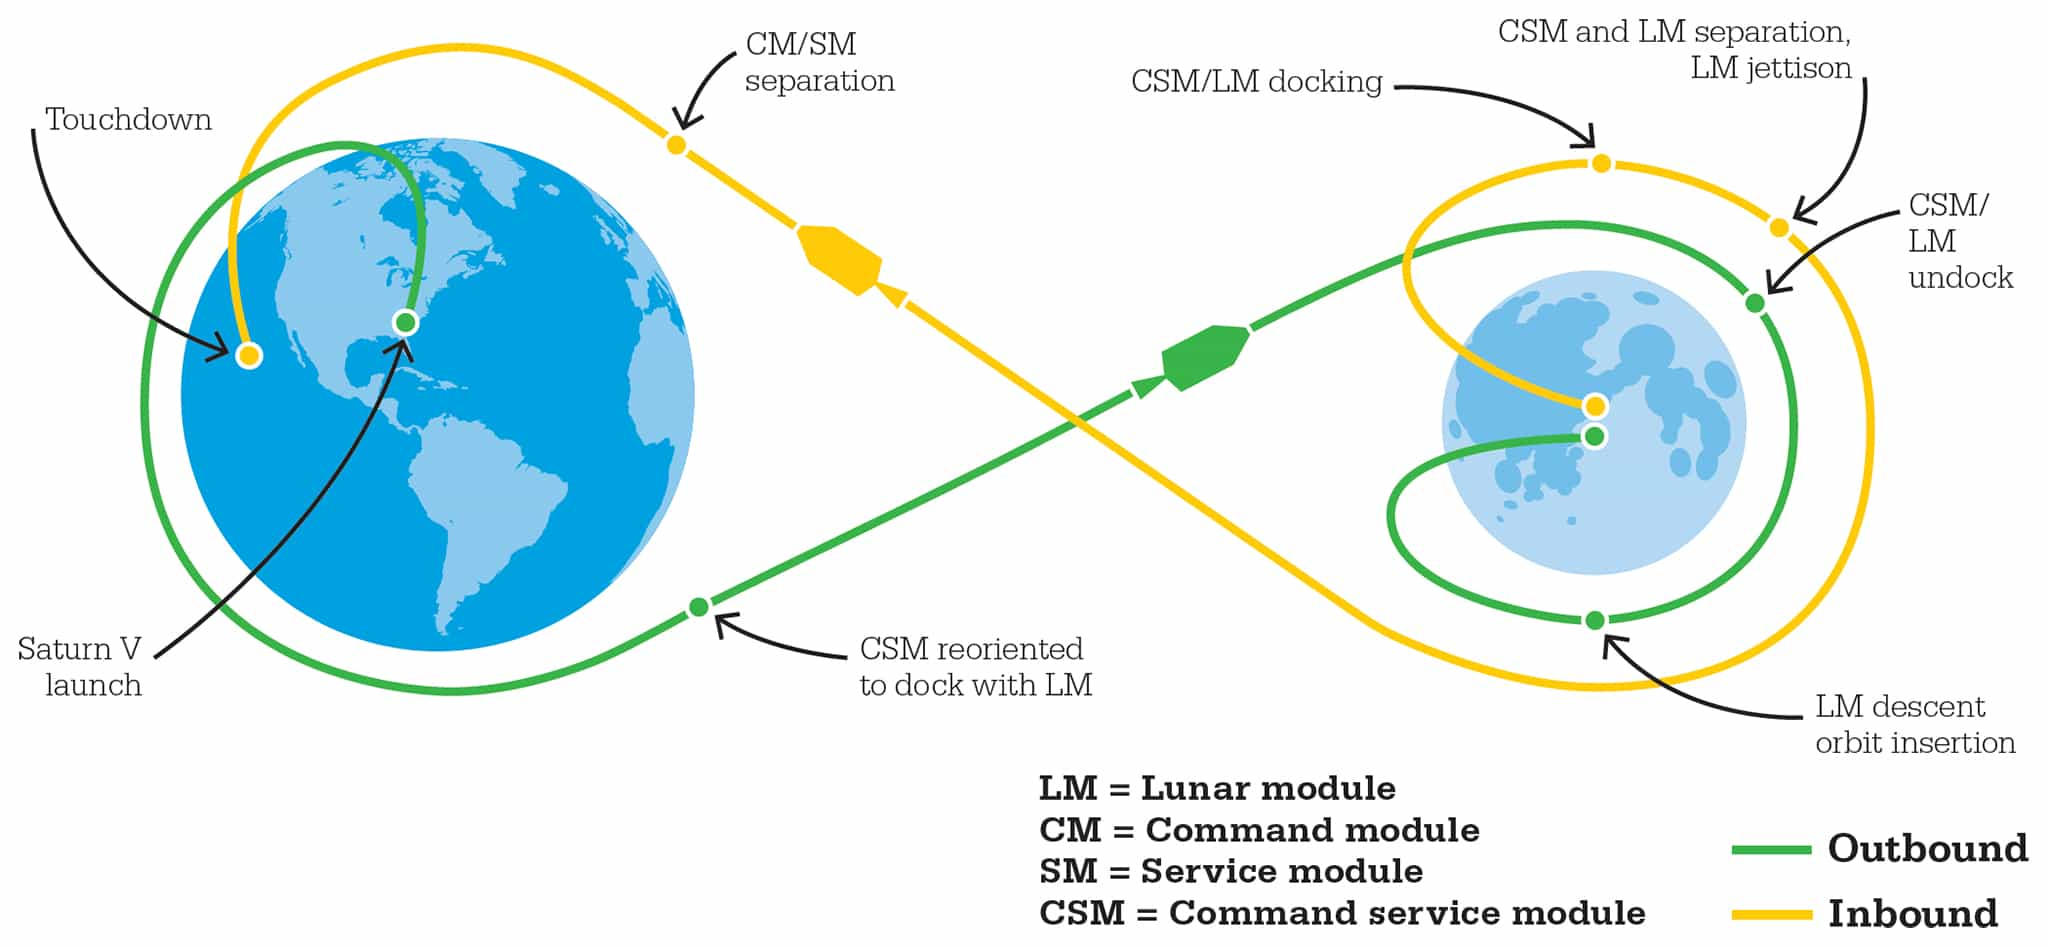 CM/SM
separation
CSM and LM separation,
LM jettison
CSM/LM docking
Touchdown
CSM/
LM
undock
Saturn V
launch
CSM reoriented
to dock with LM
LM descent
orbit insertion
LM = Lunar module
CM = Command module
SM = Service module
CSM = Command service module
Outbound
Inbound